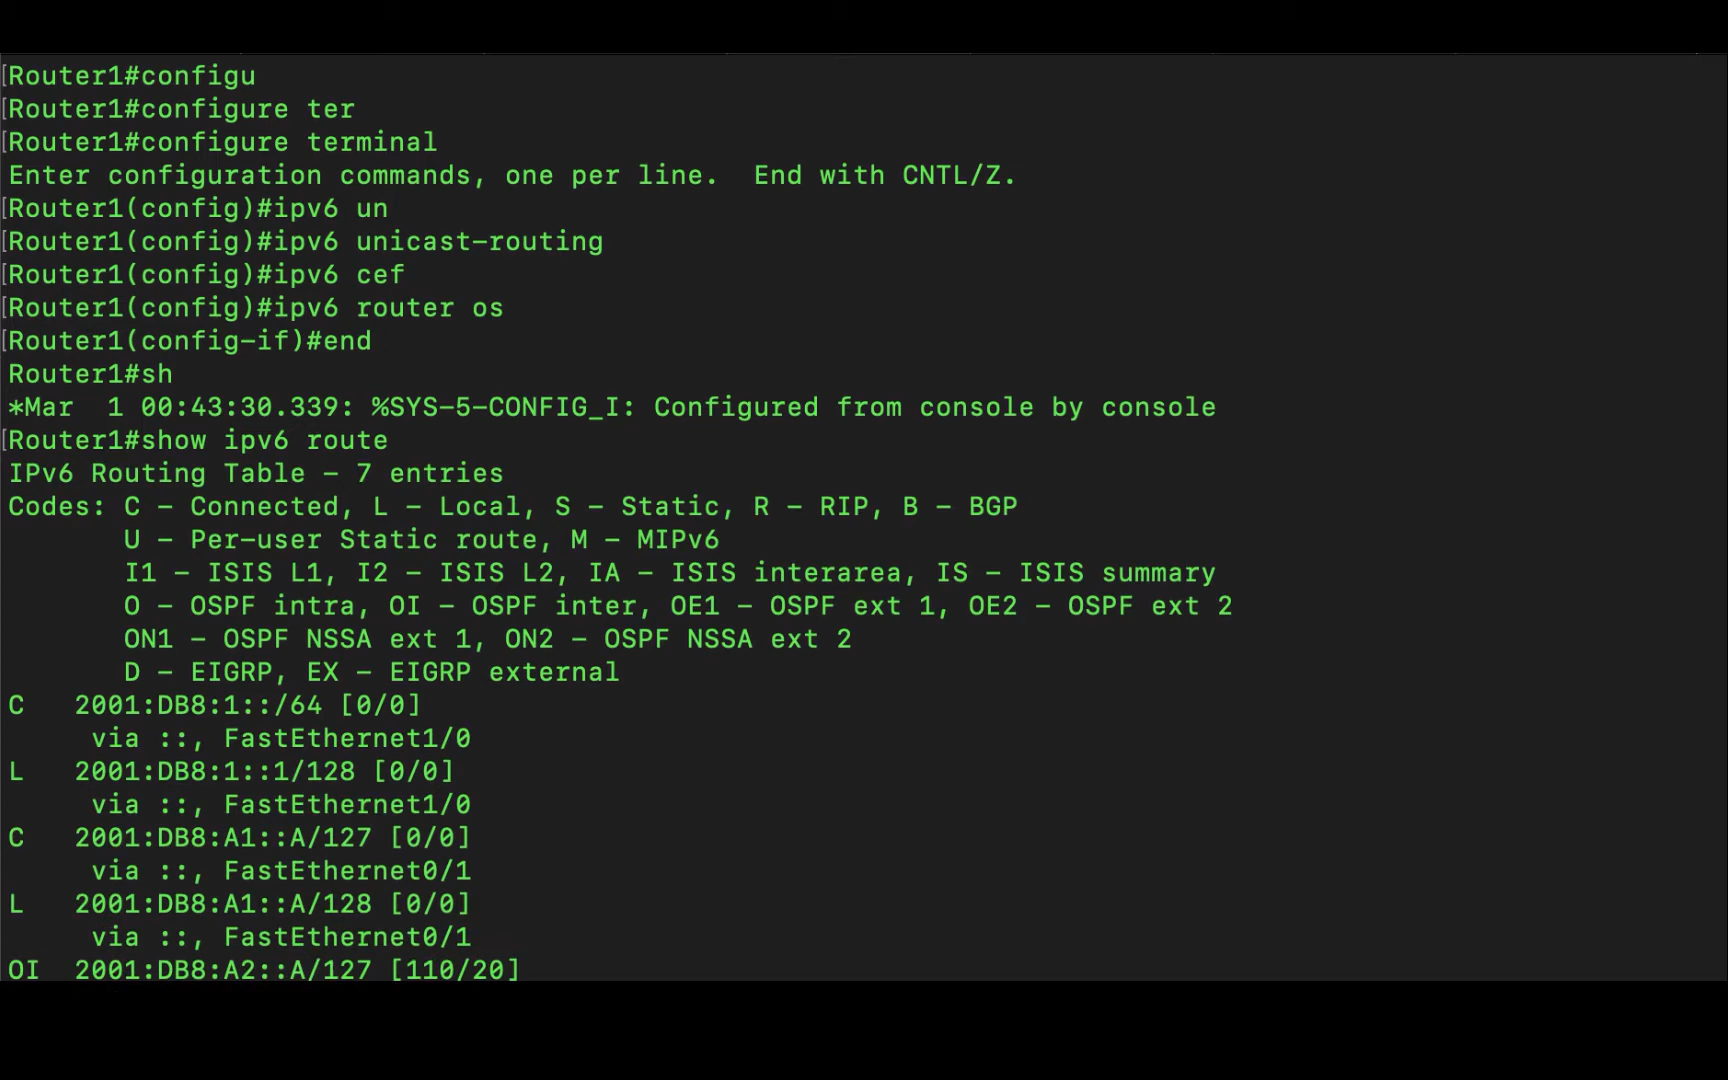 [Router1#configu
[Router1#configure ter
[Router1#configure terminal
Enter configuration commands, one per line.  End with CNTL/Z.
[Router1(config)#ipv6 un
[Router1(config)#ipv6 unicast-routing
[Router1(config)#ipv6 cef
[Router1(config)#ipv6 router os
[Router1(config-if)#end
Router1#sh
*Mar  1 00:43:30.339: %SYS-5-CONFIG_I: Configured from console by console
[Router1#show ipv6 route
IPv6 Routing Table - 7 entries
Codes: C - Connected, L - Local, S - Static, R - RIP, B - BGP
       U - Per-user Static route, M - MIPv6
       I1 - ISIS L1, I2 - ISIS L2, IA - ISIS interarea, IS - ISIS summary
       O - OSPF intra, OI - OSPF inter, OE1 - OSPF ext 1, OE2 - OSPF ext 2
       ON1 - OSPF NSSA ext 1, ON2 - OSPF NSSA ext 2
       D - EIGRP, EX - EIGRP external
C   2001:DB8:1::/64 [0/0]
     via ::, FastEthernet1/0
L   2001:DB8:1::1/128 [0/0]
     via ::, FastEthernet1/0
C   2001:DB8:A1::A/127 [0/0]
     via ::, FastEthernet0/1
L   2001:DB8:A1::A/128 [0/0]
     via ::, FastEthernet0/1
OI  2001:DB8:A2::A/127 [110/20]